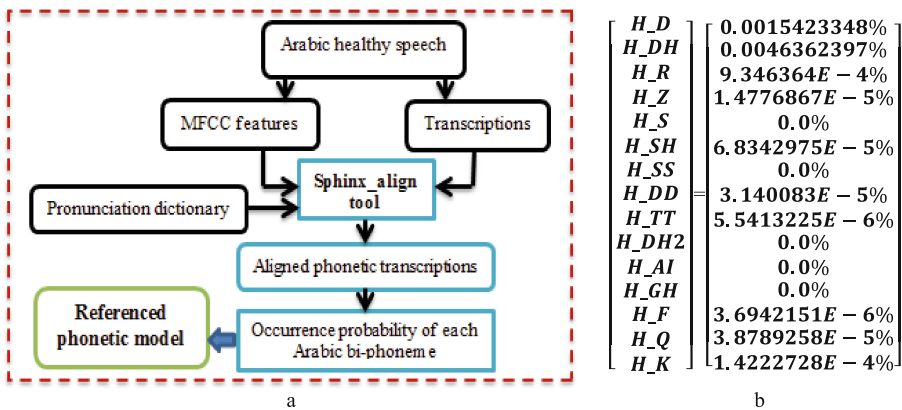 Arabic healthy speech
MFCC features
Transcriptions
Sphinx_align
tool
Pronunciation dictionary
Aligned phonetic transcriptions
Occurrence probability of each
Arabic bi-phoneme
Referenced
phonetic model
a
H_D 0.0015423348%
H_DH 0.0046362397%
H_R 9.346364E − 4%
H_Z 1.4776867E − 5%
H_S 0.0%
H_SH 6.8342975E − 5%
H_SS 0.0%
H_DD = 3.140083E − 5%
H_TT 5.5413225E − 6%
H_DH2 0.0%
H_AI 0.0%
H_GH 0.0%
H_F 3.6942151E − 6%
H_Q 3.8789258E − 5%
H_K 1.4222728E − 4%
b